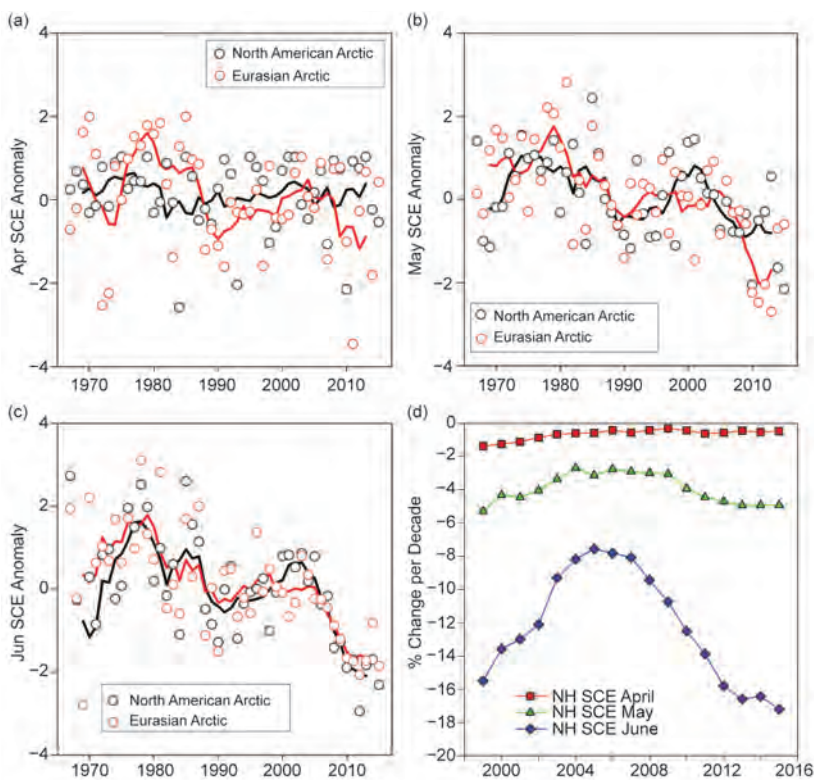 (a)
4
2
0
−2
−4
Apr SCE Anomaly
North American Arctic
Eurasian Arctic
1970 1980 1990 2000 2010
(b)
4
2
0
−2
−4
May SCE Anomaly
North American Arctic
Eurasian Arctic
1970 1980 1990 2000 2010
(c)
4
2
0
−2
−4
Jun SCE Anomaly
North American Arctic
Eurasian Arctic
1970 1980 1990 2000 2010
(d)
0
−2
−4
−6
−8
−10
−12
−14
−16
−18
−20
% Change per Decade
NH SCE April
NH SCE May
NH SCE June
2000 2004 2008 2012 2016